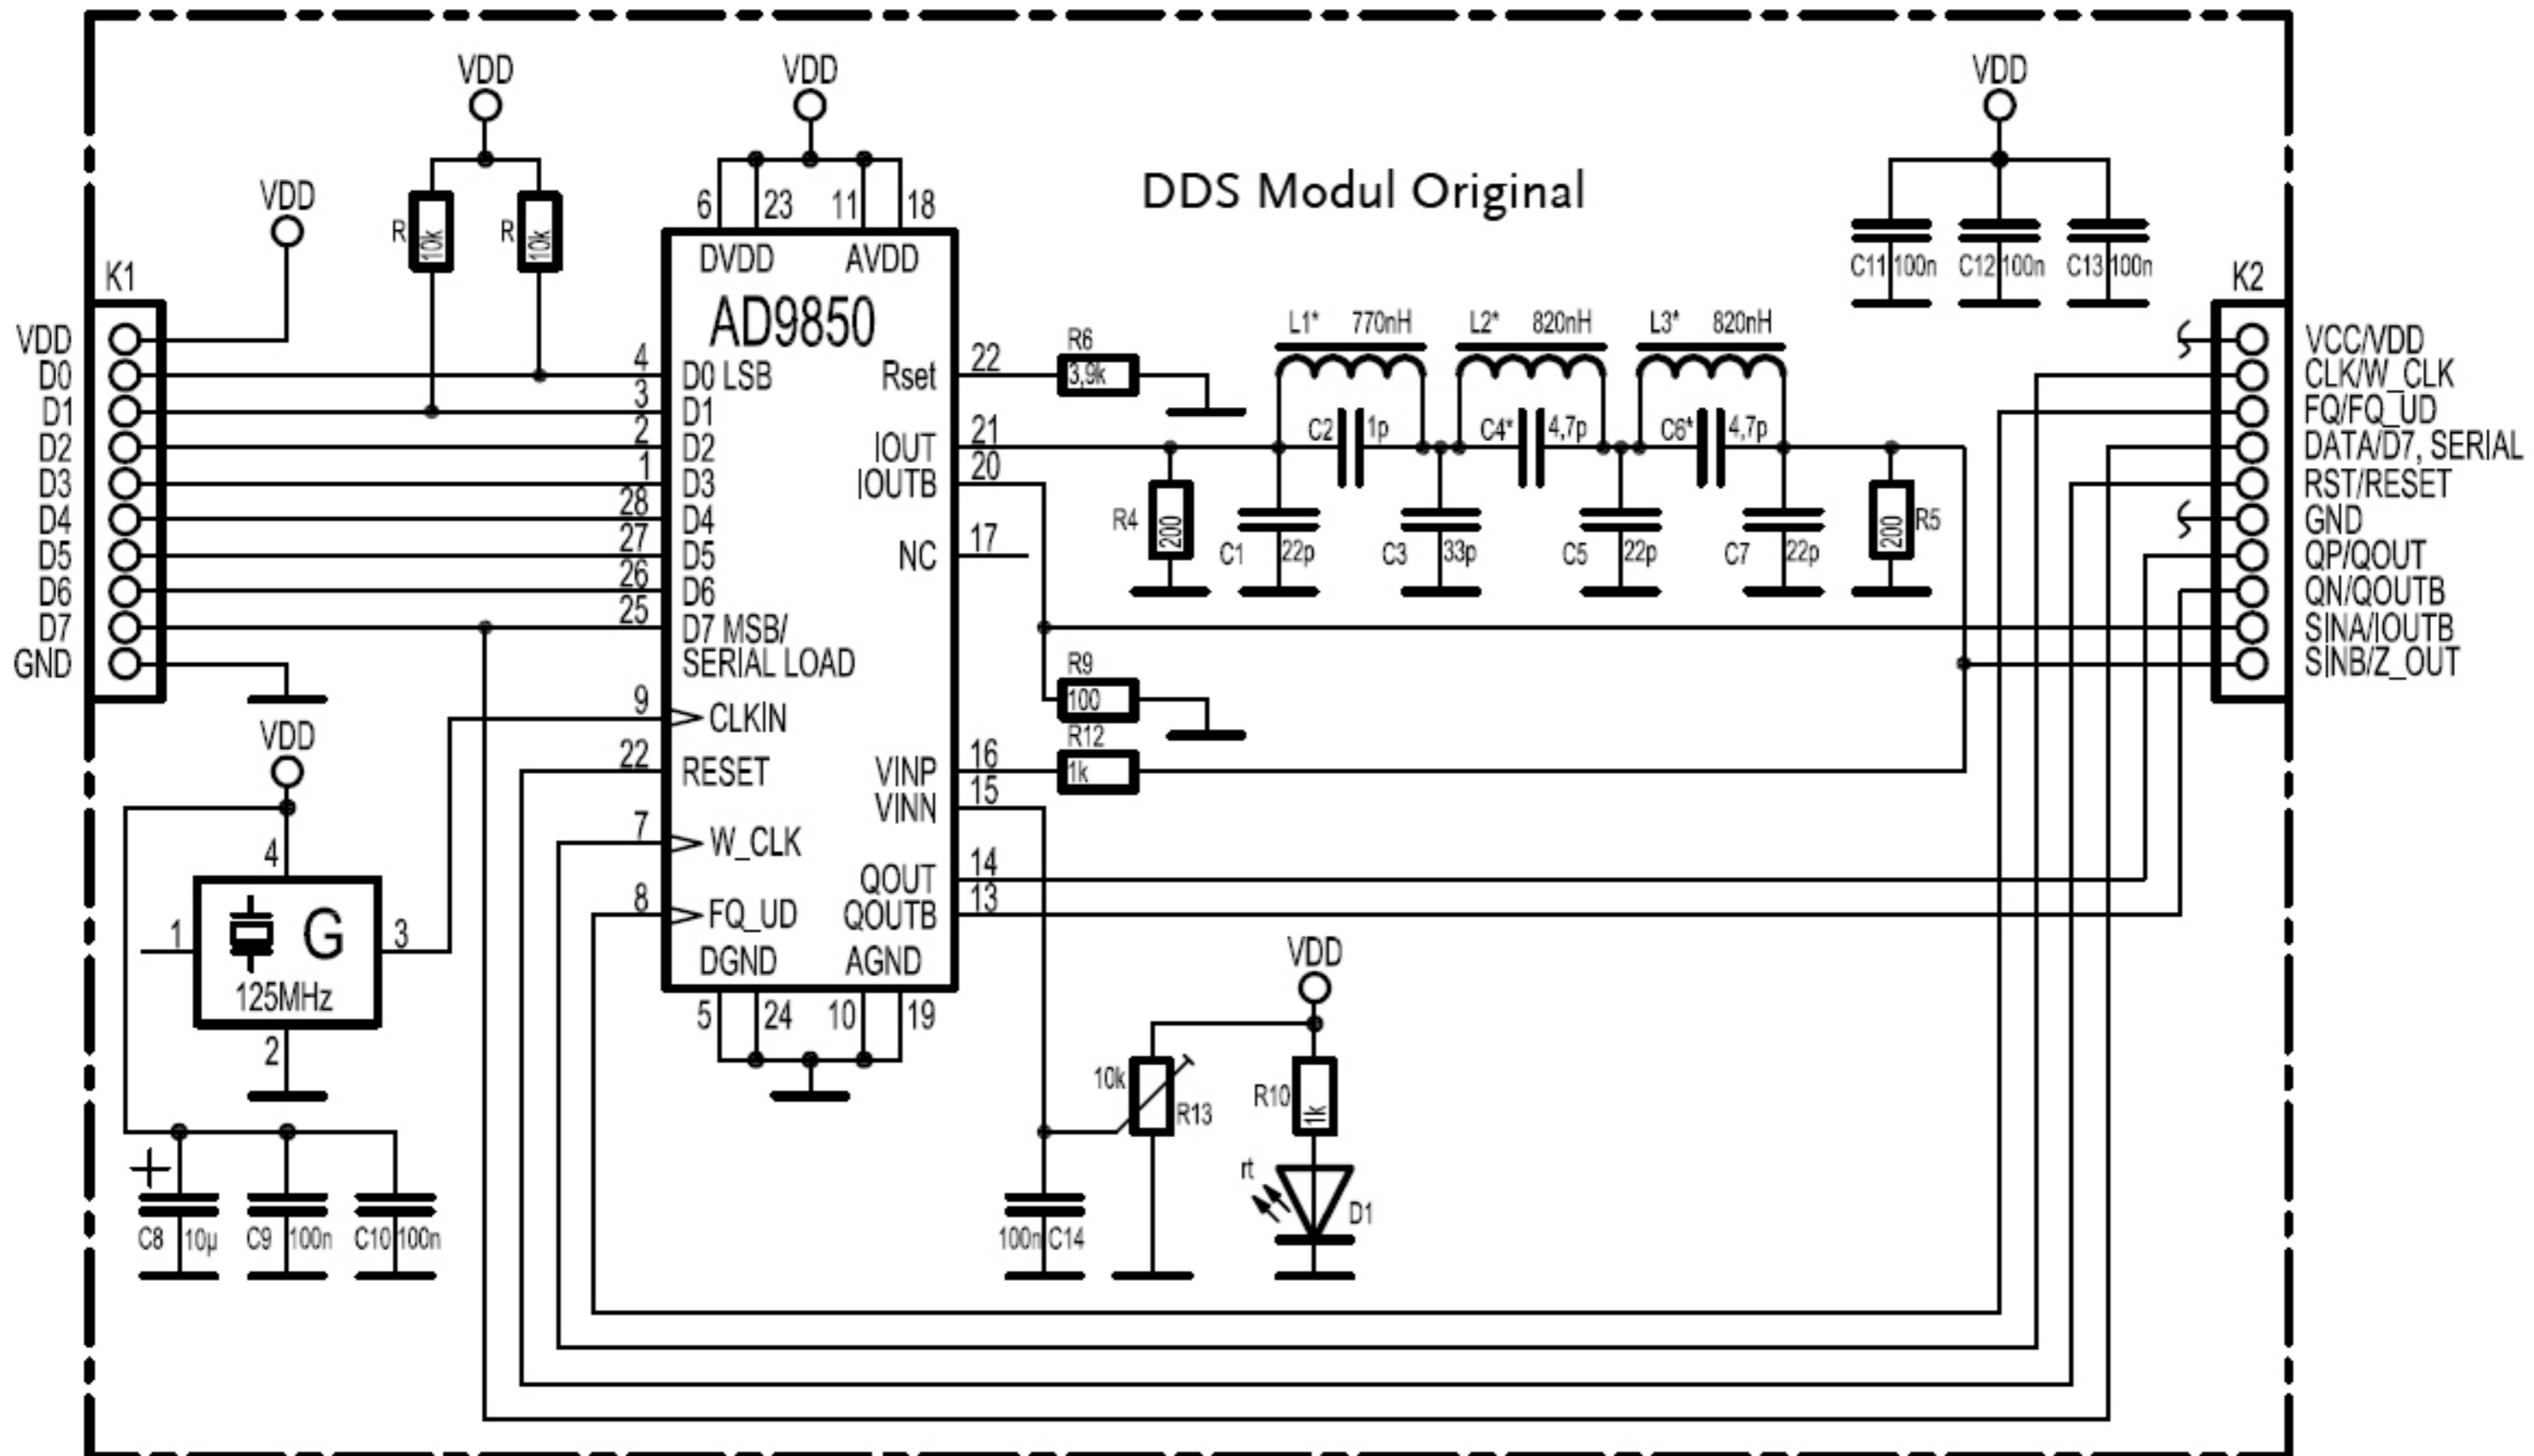 DDS Modul Original
VDD
VDD
VDD
VDD
R 10k
R 10k
6 23 11 18
DVDD AVDD
AD9850
K1
VDD
D0
D1
D2
D3
D4
D5
D6
D7
GND
4 D0 LSB
3 D1
2 D2
1 D3
28 D4
27 D5
26 D6
25 D7 MSB/
SERIAL LOAD
9 CLKIN
22 RESET
7 W_CLK
8 FQ_UD
DGND AGND
5 24 10 19
Rset 22
IOUT 21
IOUTB 20
NC 17
VINP 16
VINN 15
QOUT 14
QOUTB 13
R6
3,9k
L1* 770nH
L2* 820nH
L3* 820nH
C2 1p
C4* 4,7p
C6* 4,7p
R4 200
C1 22p
C3 33p
C5 22p
C7 22p
200 R5
R9
100
R12
1k
C11 100n
C12 100n
C13 100n
K2
VCC/VDD
CLK/W_CLK
FQ/FQ_UD
DATA/D7, SERIAL
RST/RESET
GND
QP/QOUT
QN/QOUTB
SINA/IOUTB
SINB/Z_OUT
VDD
4
1 G 3
125MHz
2
C8 10µ
C9 100n
C10 100n
VDD
10k R13
R10 1k
rt
D1
100n C14